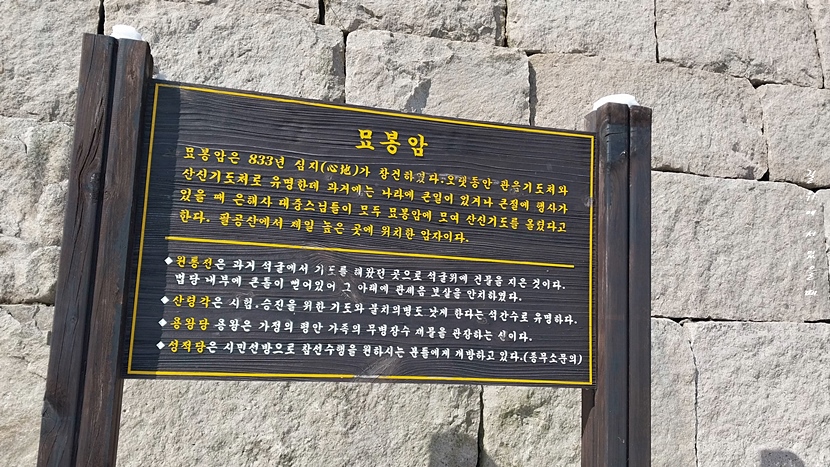 묘봉암
묘봉암은 833년 심지(心地)가 창건하였다.오랫동안 관음기도처와
산신기도처로 유명한데 과거에는 나라에 큰일이 있거나 큰절에 행사가
있을 때 은해사 대중스님들이 모두 묘봉암에 모여 산신기도를 올렸다고
한다. 팔공산에서 제일 높은 곳에 위치한 암자이다.
◆원통전은 과거 석굴에서 기도를 해왔던 곳으로 석굴위에 건물을 지은 것이다.
법당 내부에 큰돌이 뻗어있어 그 아래에 관세음 보살을 안치하였다.
◆산령각은 시험,승진을 위한 기도와 불치의병도 낫게 한다는 석간수로 유명하다.
◆용왕당 용왕은 가정의 평안 가족의 무병장수 재물을 관장하는 신이다.
◆성적당은 시민선방으로 참선수행을 원하시는 분들에게 개방하고 있다.(종무소문의)